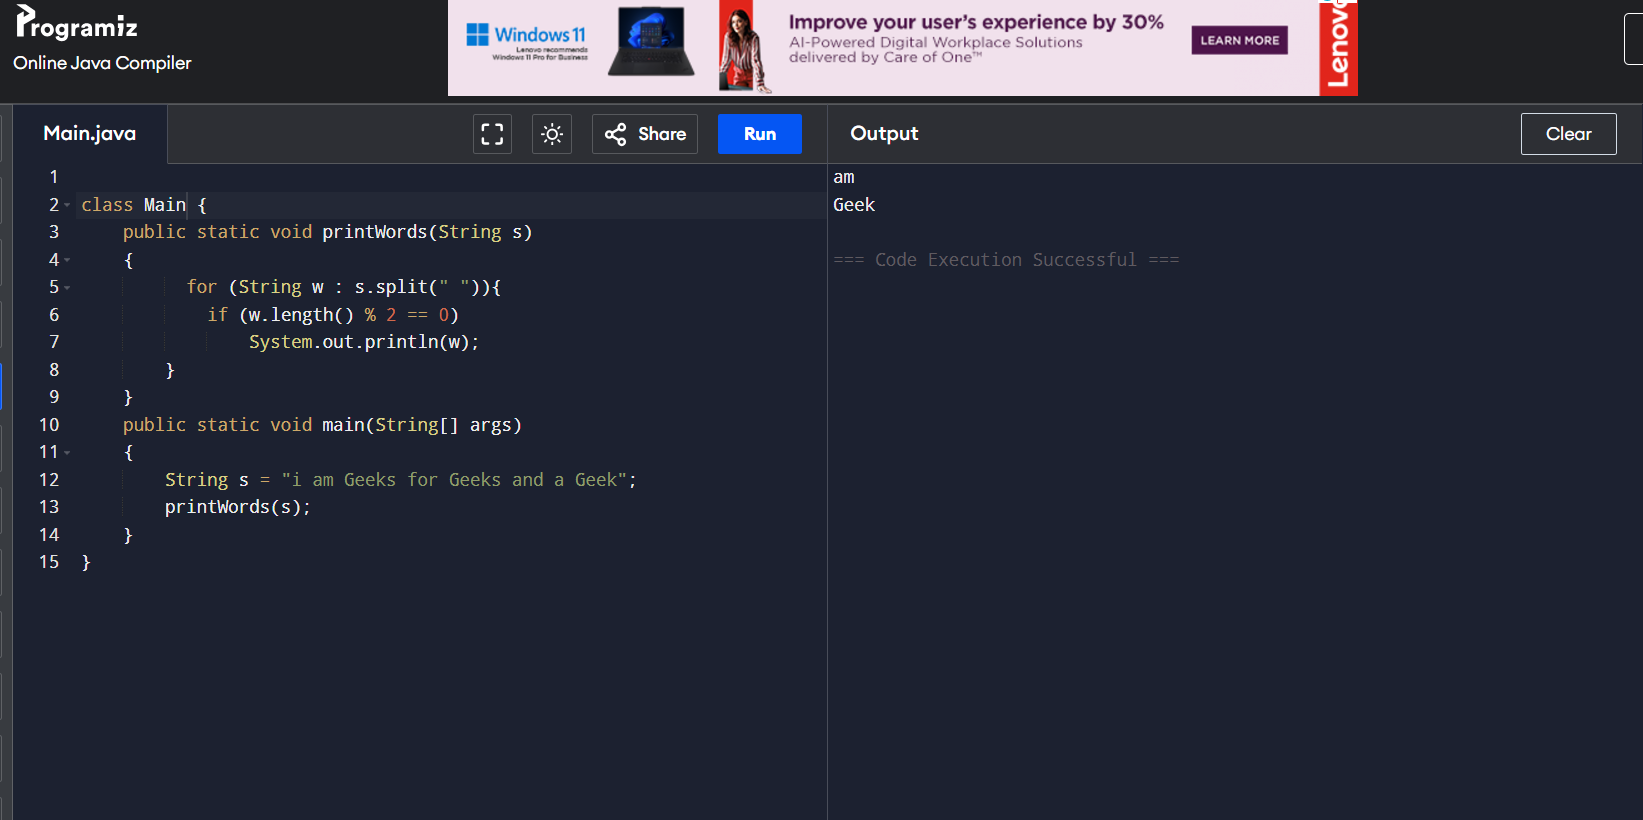 Programiz
Online Java Compiler
Windows 11
Lenovo recommends
Windows 11 Pro for Business
Improve your user's experience by 30%
AI-Powered Digital Workplace Solutions
delivered by Care of One™
LEARN MORE
Lenovo
Main.java
Share
Run
Output
Clear
1
2 class Main {
3     public static void printWords(String s)
4     {
5           for (String w : s.split(" ")){
6             if (w.length() % 2 == 0)
7                 System.out.println(w);
8         }
9     }
10     public static void main(String[] args)
11     {
12         String s = "i am Geeks for Geeks and a Geek";
13         printWords(s);
14     }
15 }
am
Geek
=== Code Execution Successful ===